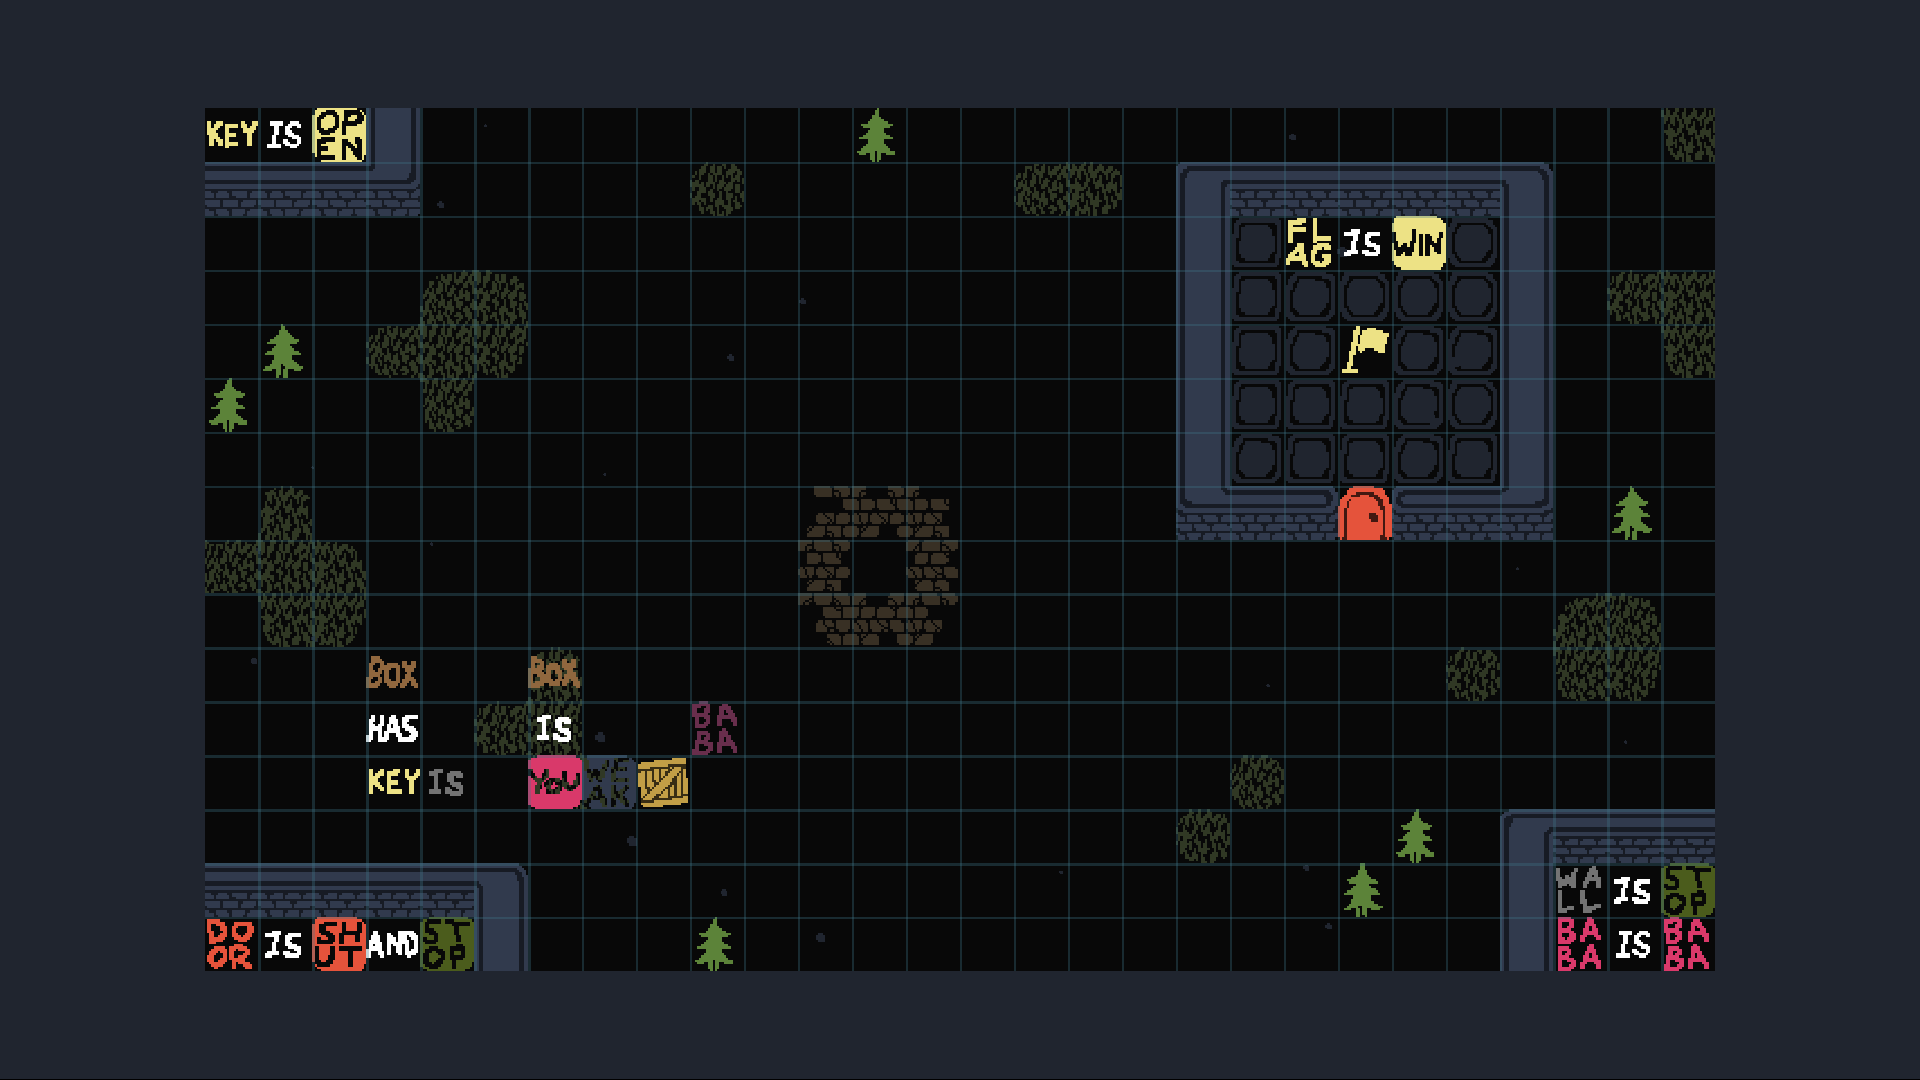 KEY IS OPEN
FLAG IS WIN
BOX BOX
HAS IS BABA
KEY IS YOU
WALL IS STOP
DOOR IS SHUT AND STOP
BABA IS BABA